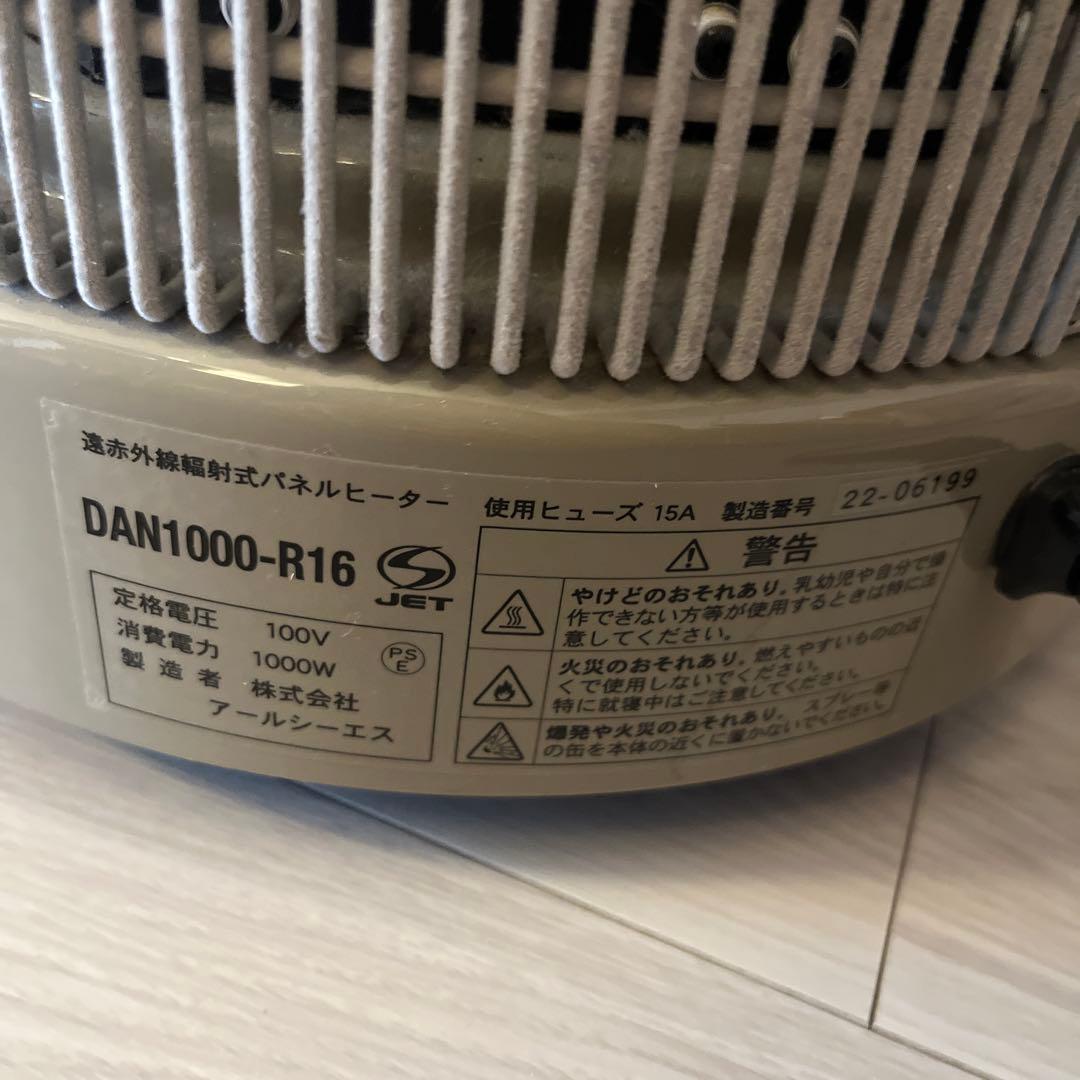 遠赤外線輻射式パネルヒーター
DAN1000-R16
JET
定格電圧 100V
消費電力 1000W
製造者 株式会社
アールシーエス
PS
E
使用ヒューズ 15A 製造番号 22-06199
警告
やけどのおそれあり。乳幼児や自分で操
作できない方等が使用するときは特に注
意してください。
火災のおそれあり。燃えやすいものの近
くで使用しないでください。
特に就寝中はご注意してください。
爆発や火災のおそれあり。スプレー等
の缶を本体の近くに置かないでください。